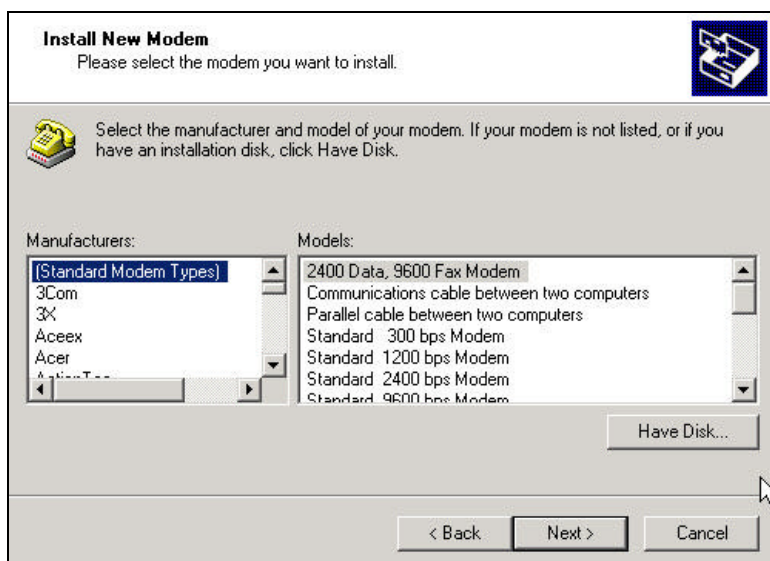 Install New Modem
Please select the modem you want to install.
Select the manufacturer and model of your modem. If your modem is not listed, or if you
have an installation disk, click Have Disk.
Manufacturers:
(Standard Modem Types)
3Com
3X
Aceex
Acer
Models:
2400 Data, 9600 Fax Modem
Communications cable between two computers
Parallel cable between two computers
Standard 300 bps Modem
Standard 1200 bps Modem
Standard 2400 bps Modem
Standard 9600 bps Modem
Have Disk...
< Back
Next >
Cancel